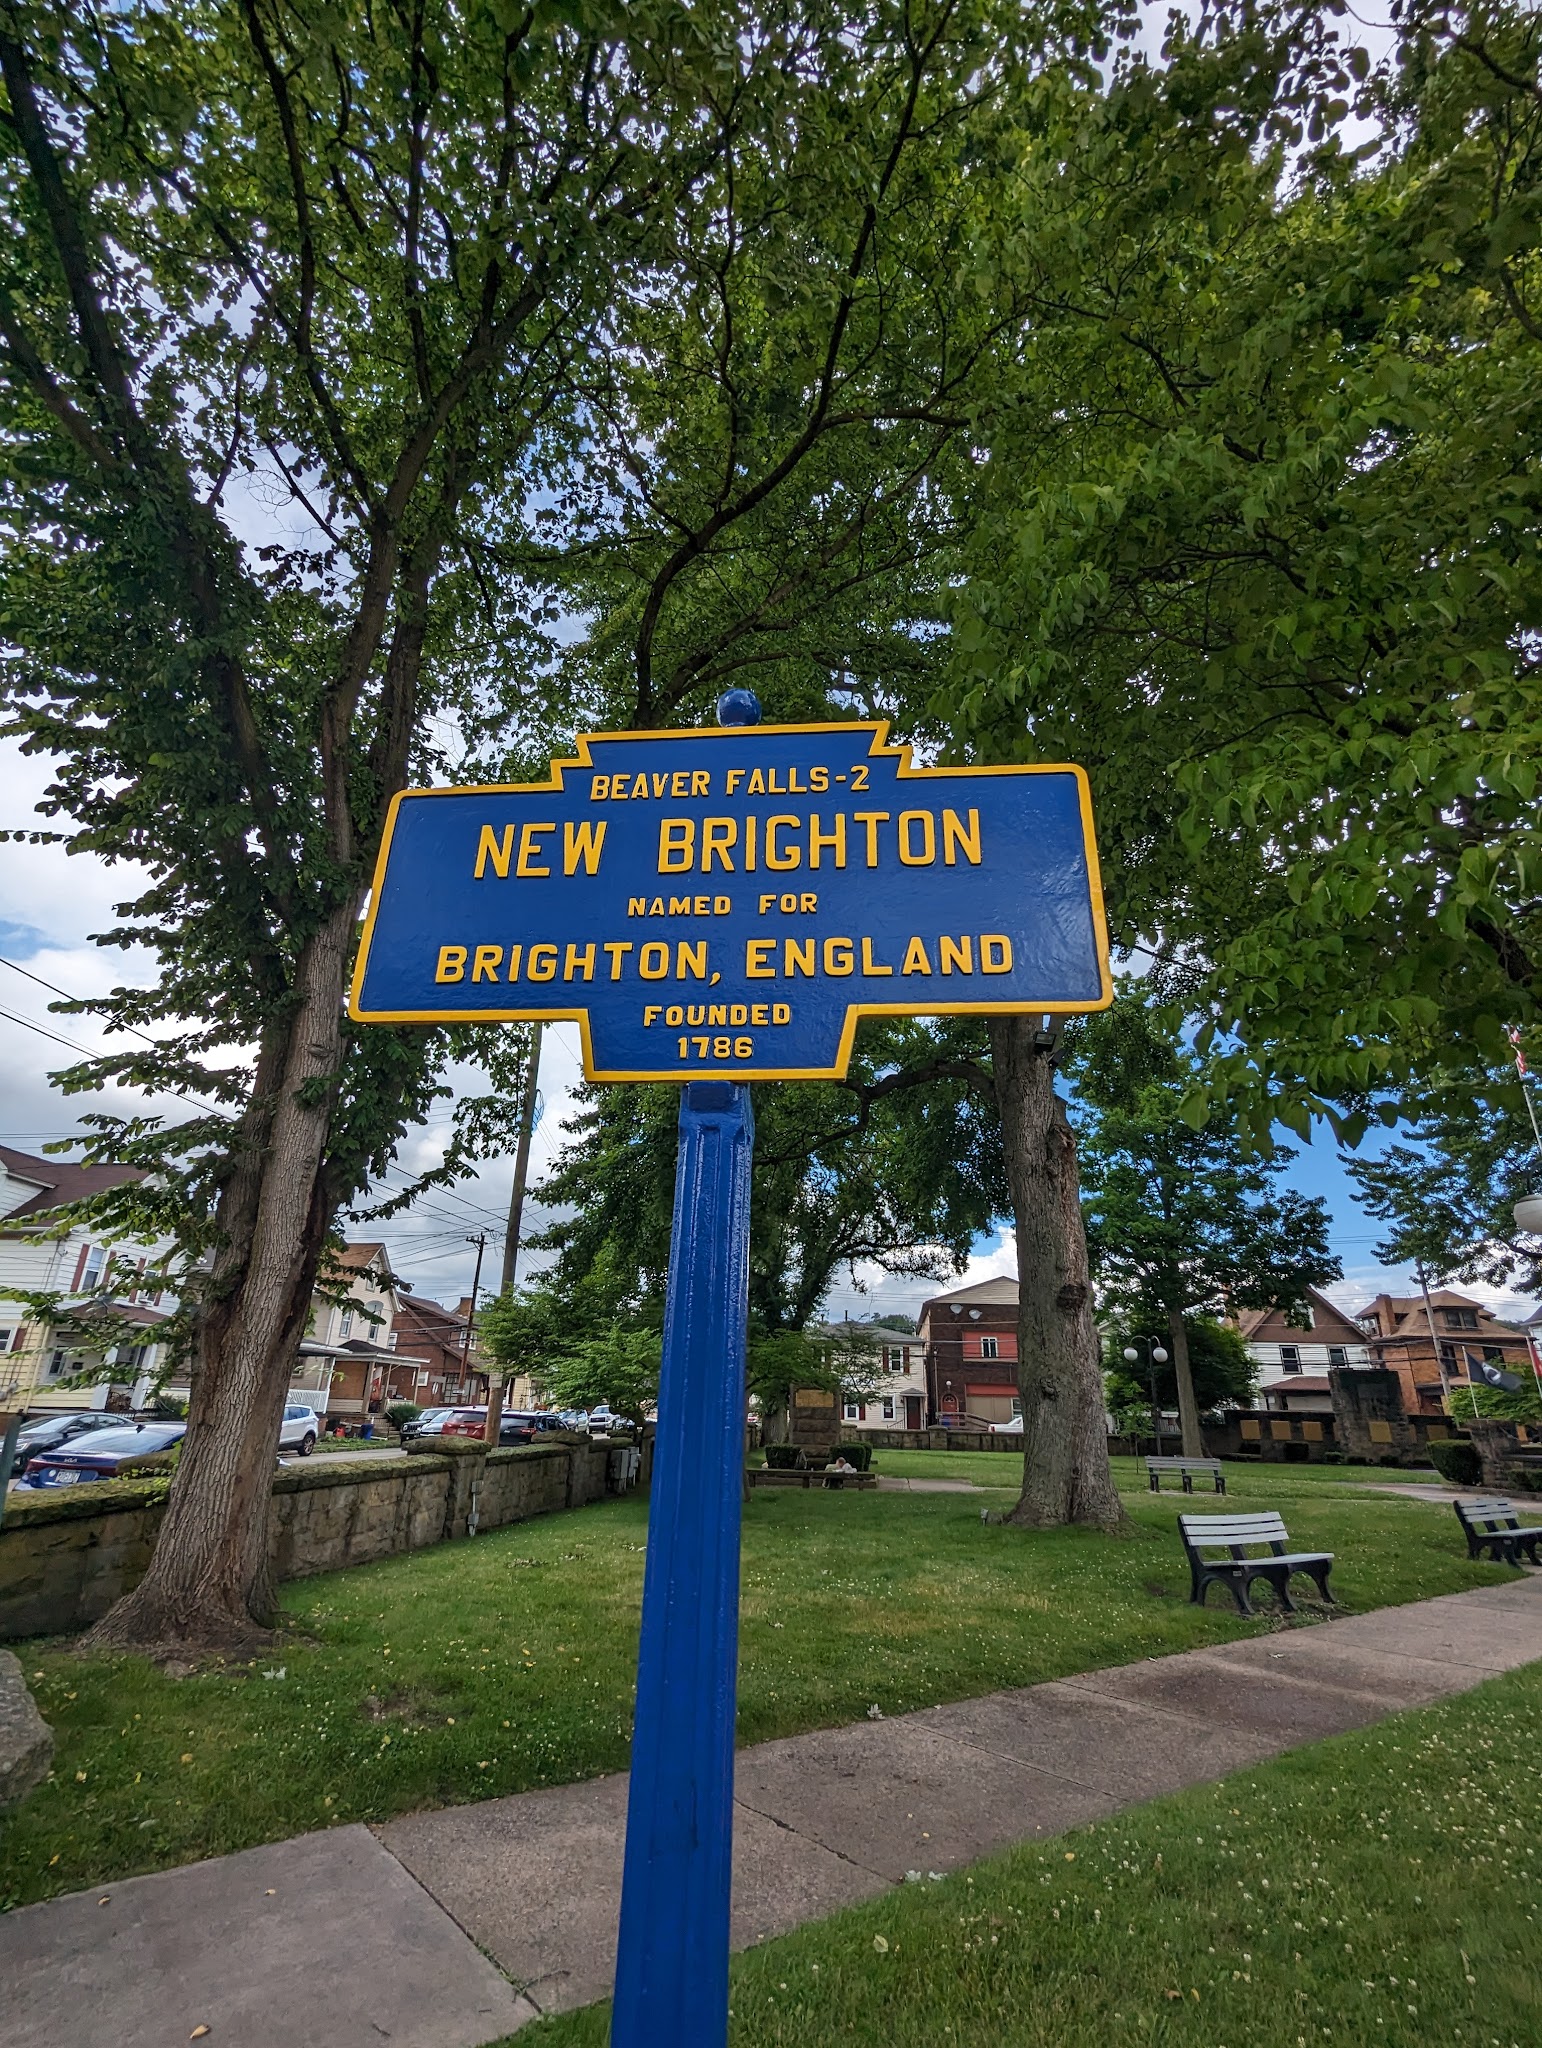 BEAVER FALLS-2
NEW BRIGHTON
NAMED FOR
BRIGHTON, ENGLAND
FOUNDED
1786